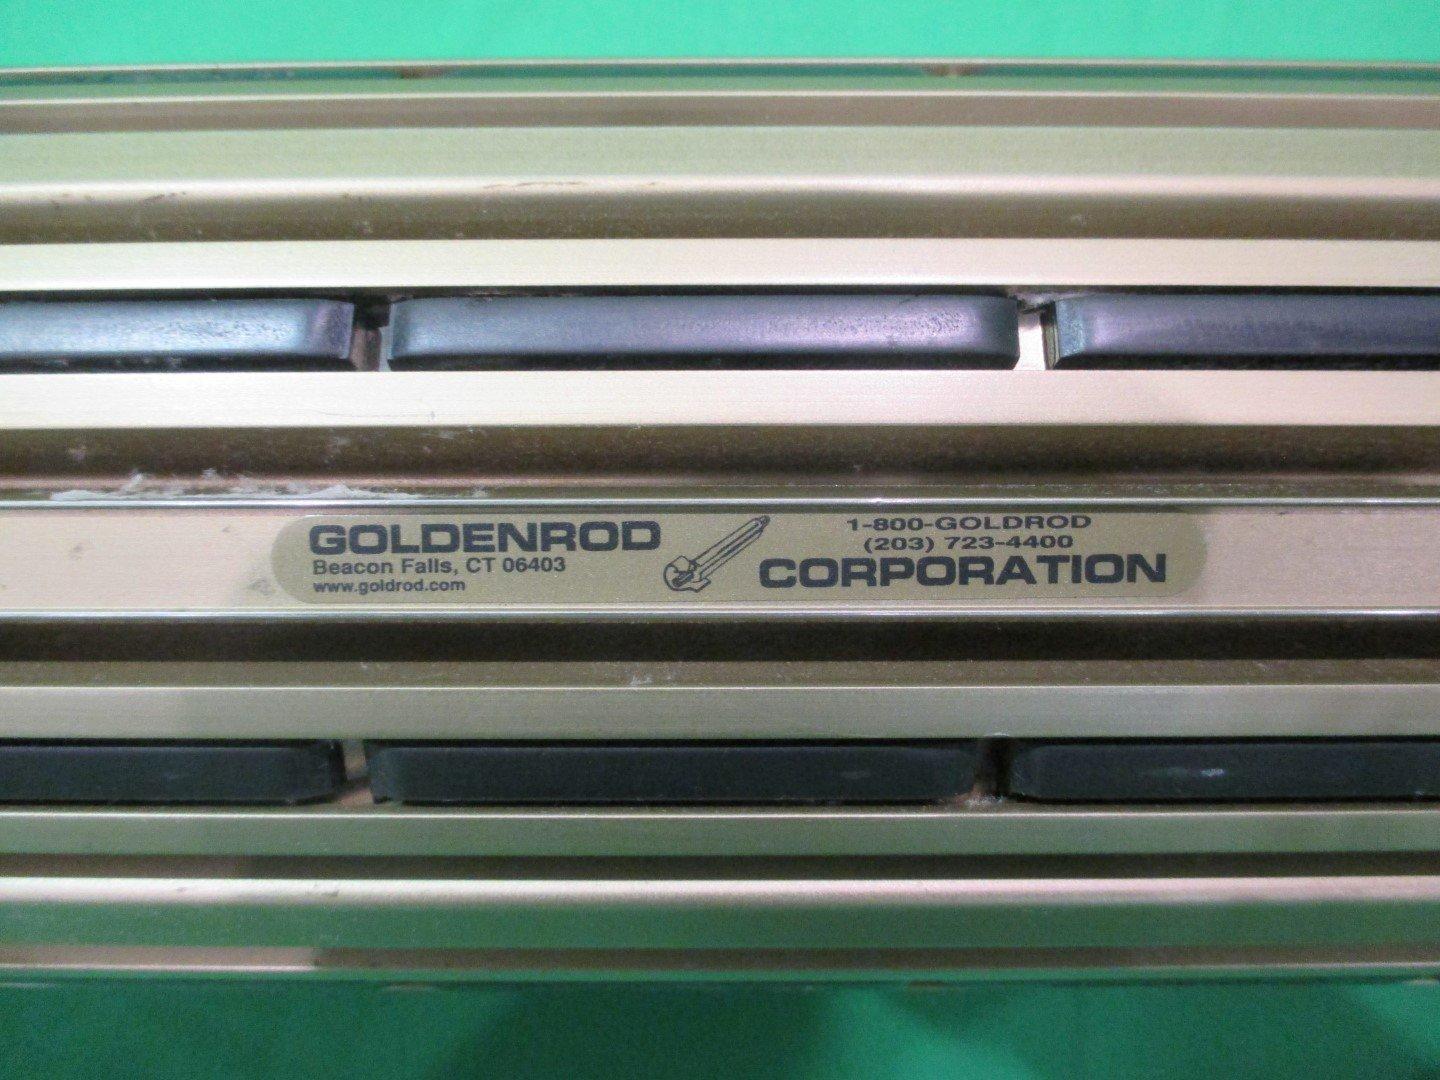 GOLDENROD
Beacon Falls, CT 06403
www.goldrod.com
1-800-GOLDROD
(203) 723-4400
CORPORATION